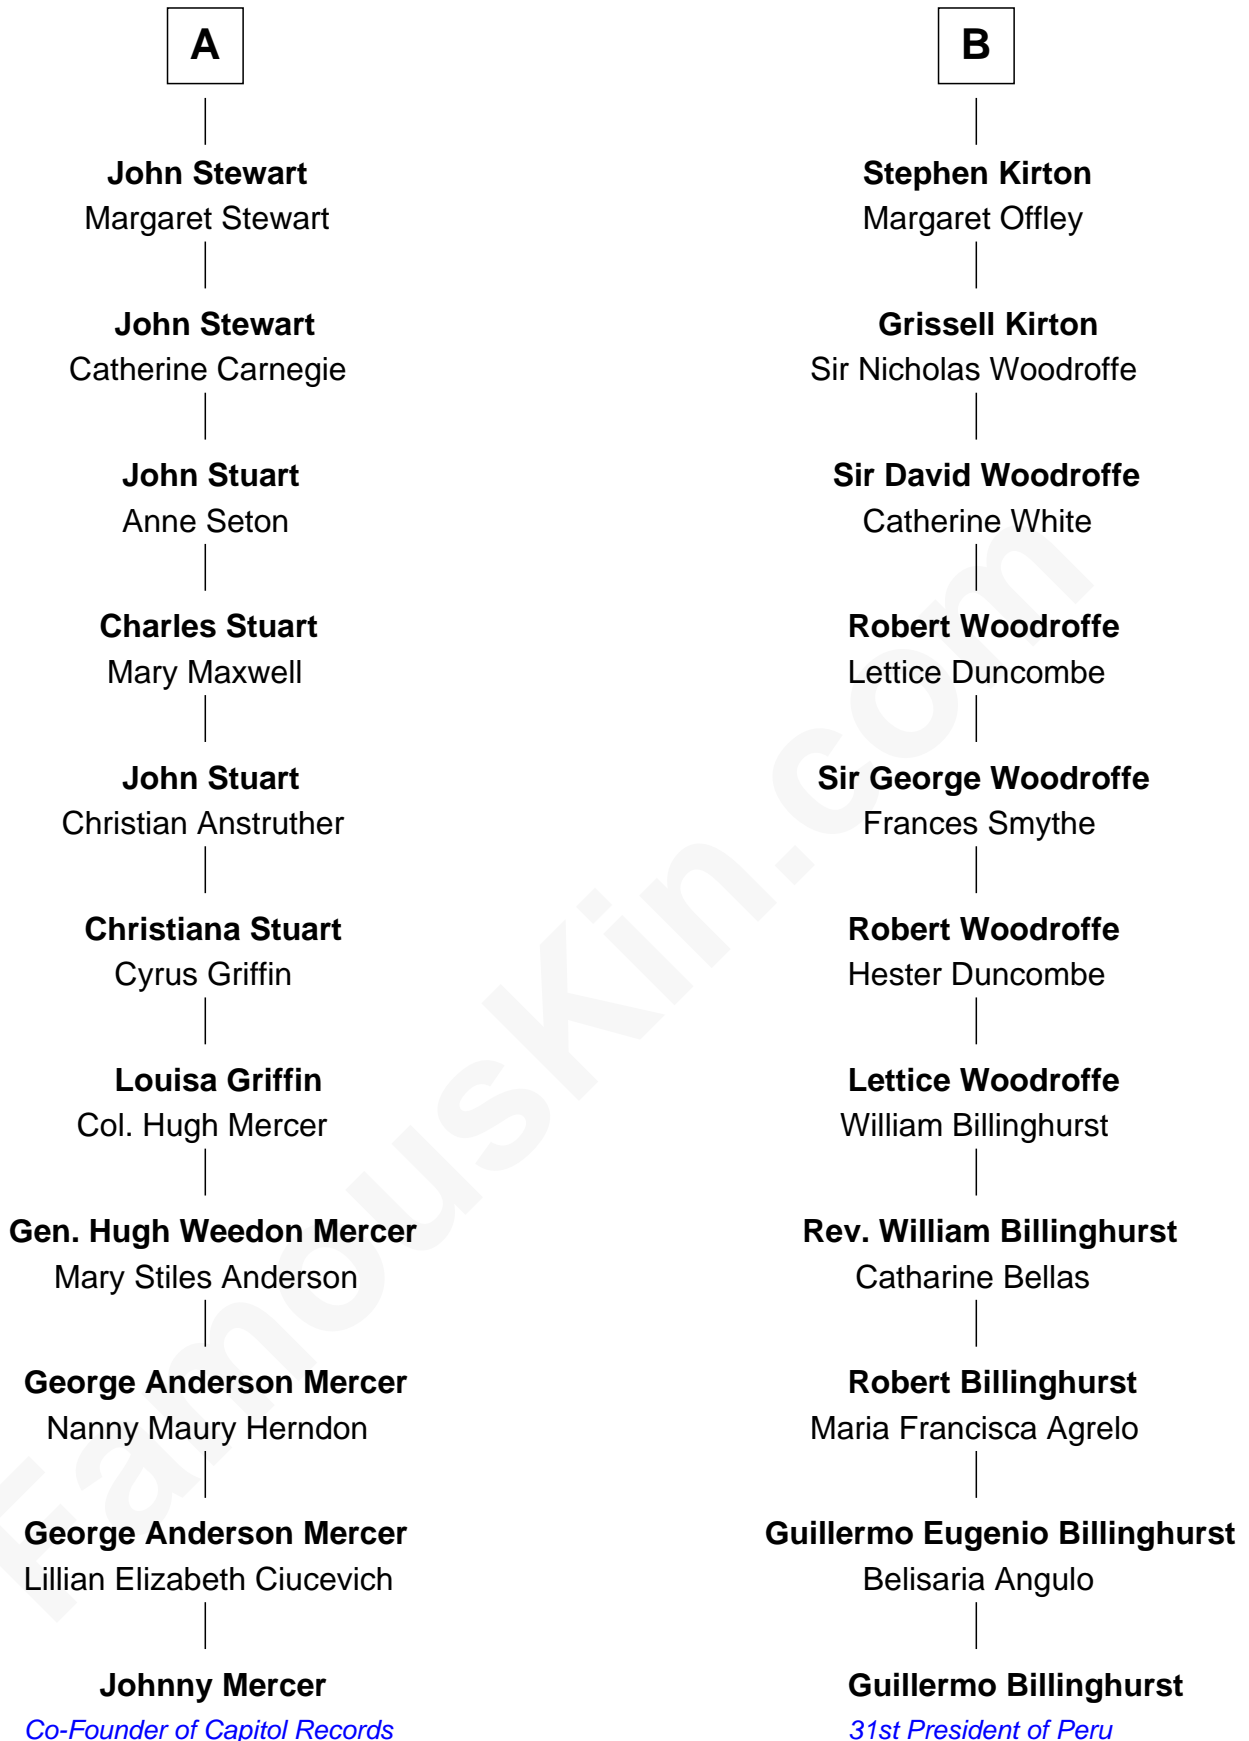 A
John Stewart
Margaret Stewart
John Stewart
Catherine Carnegie
John Stuart
Anne Seton
Charles Stuart
Mary Maxwell
John Stuart
Christian Anstruther
Christiana Stuart
Cyrus Griffin
Louisa Griffin
Col. Hugh Mercer
Gen. Hugh Weedon Mercer
Mary Stiles Anderson
George Anderson Mercer
Nanny Maury Herndon
George Anderson Mercer
Lillian Elizabeth Ciucevich
Johnny Mercer
Co-Founder of Capitol Records
B
Stephen Kirton
Margaret Offley
Grissell Kirton
Sir Nicholas Woodroffe
Sir David Woodroffe
Catherine White
Robert Woodroffe
Lettice Duncombe
Sir George Woodroffe
Frances Smythe
Robert Woodroffe
Hester Duncombe
Lettice Woodroffe
William Billinghurst
Rev. William Billinghurst
Catharine Bellas
Robert Billinghurst
Maria Francisca Agrelo
Guillermo Eugenio Billinghurst
Belisaria Angulo
Guillermo Billinghurst
31st President of Peru
FamousKin.com